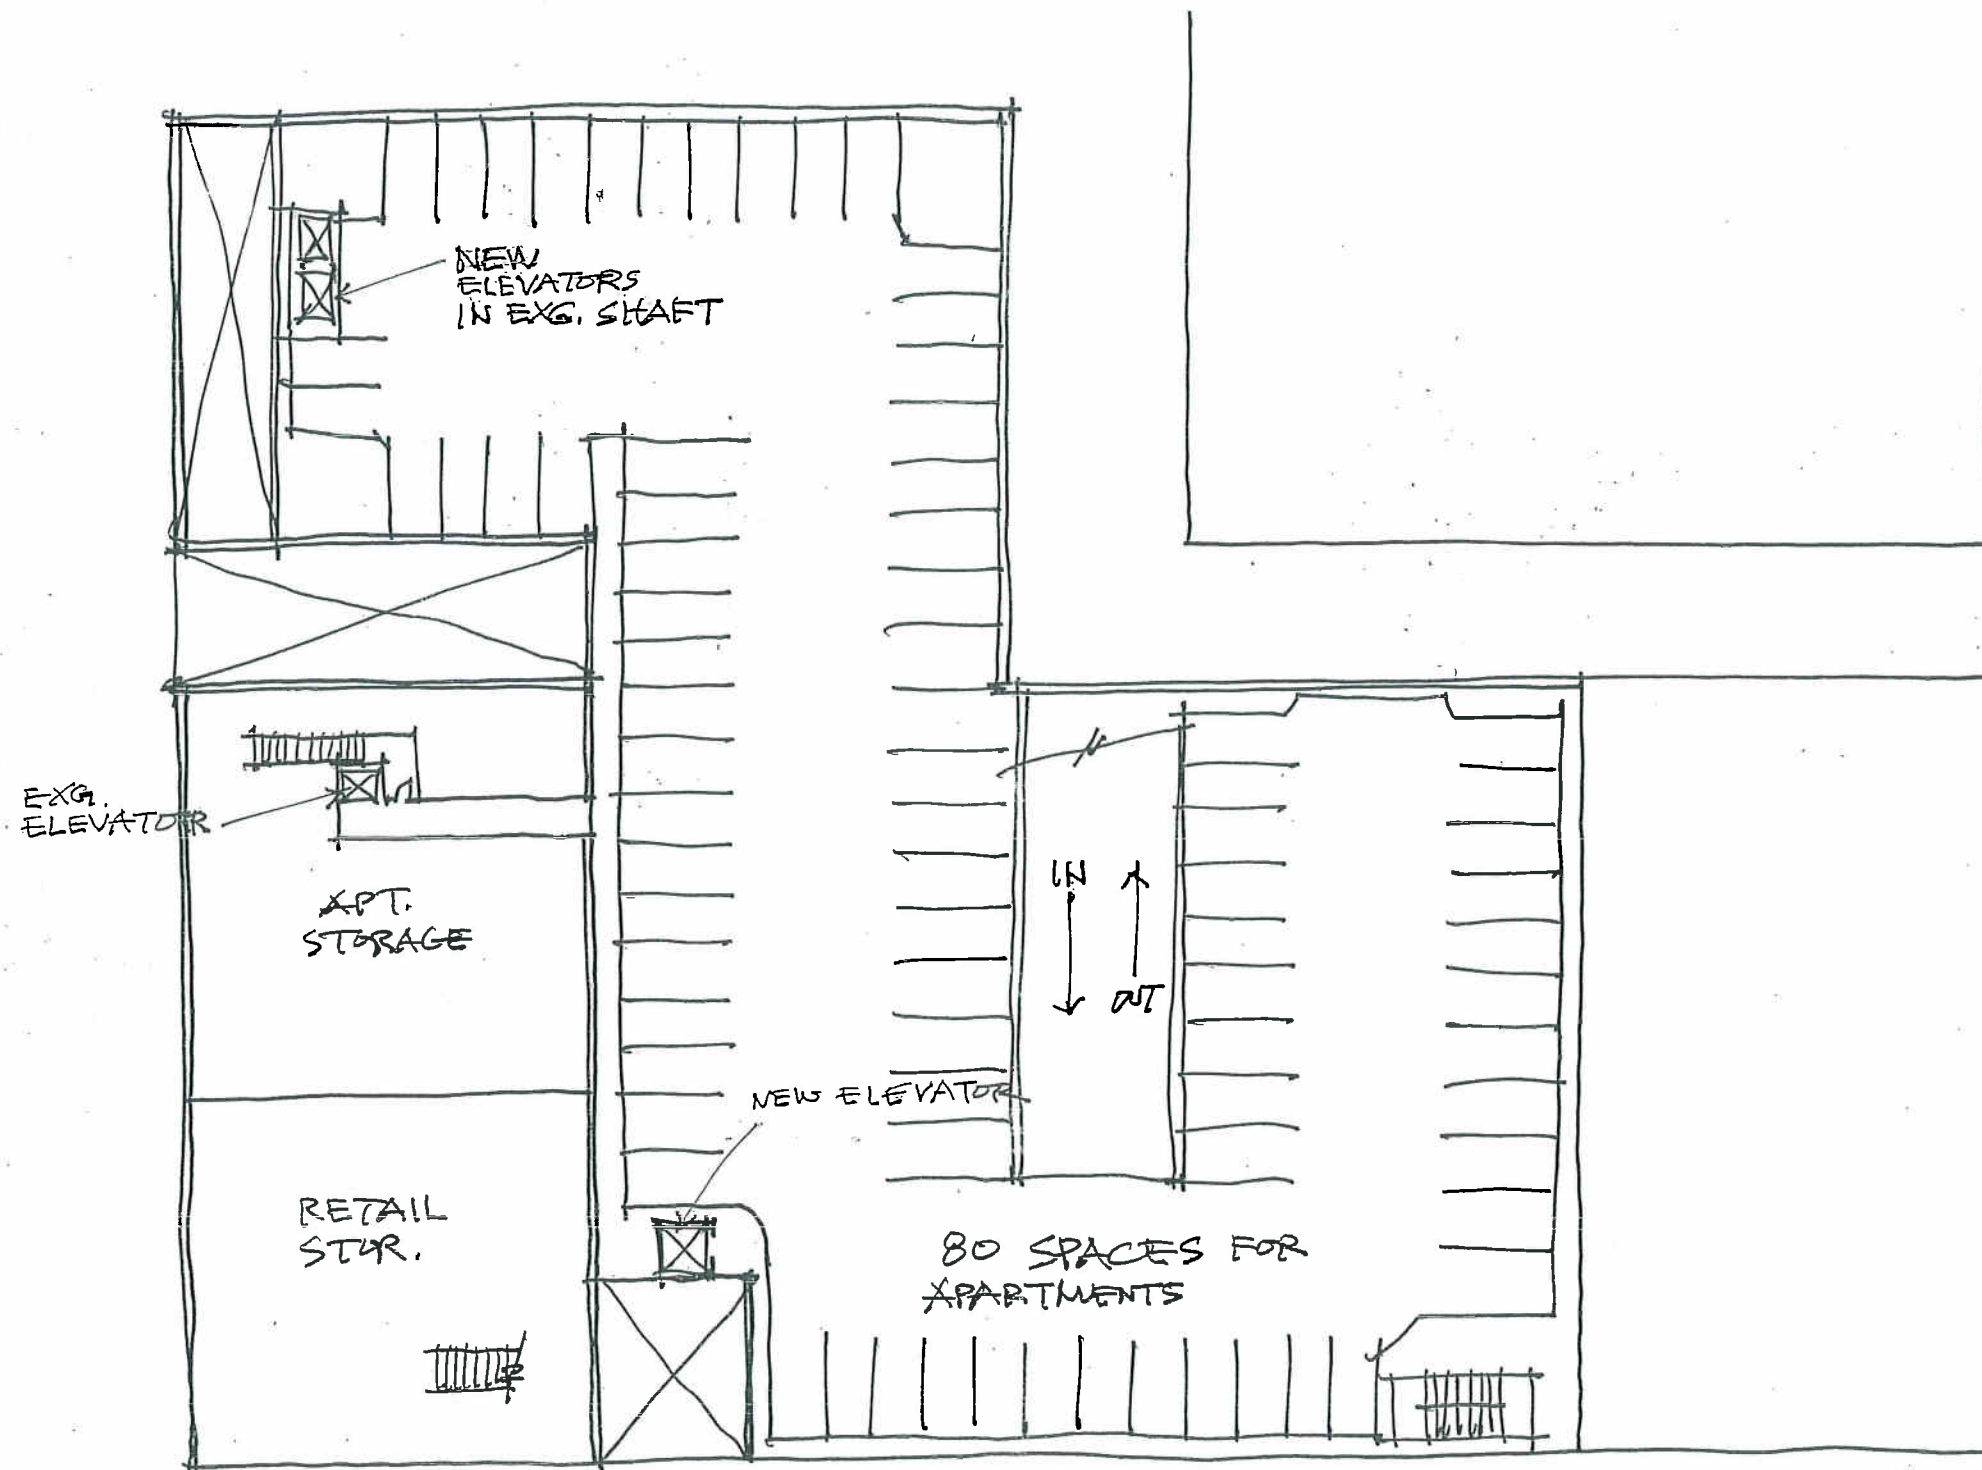 NEW
ELEVATORS
IN EXG. SHAFT
EXG.
ELEVATOR
APT.
STORAGE
IN
OUT
NEW ELEVATOR
RETAIL
STOR.
80 SPACES FOR
APARTMENTS